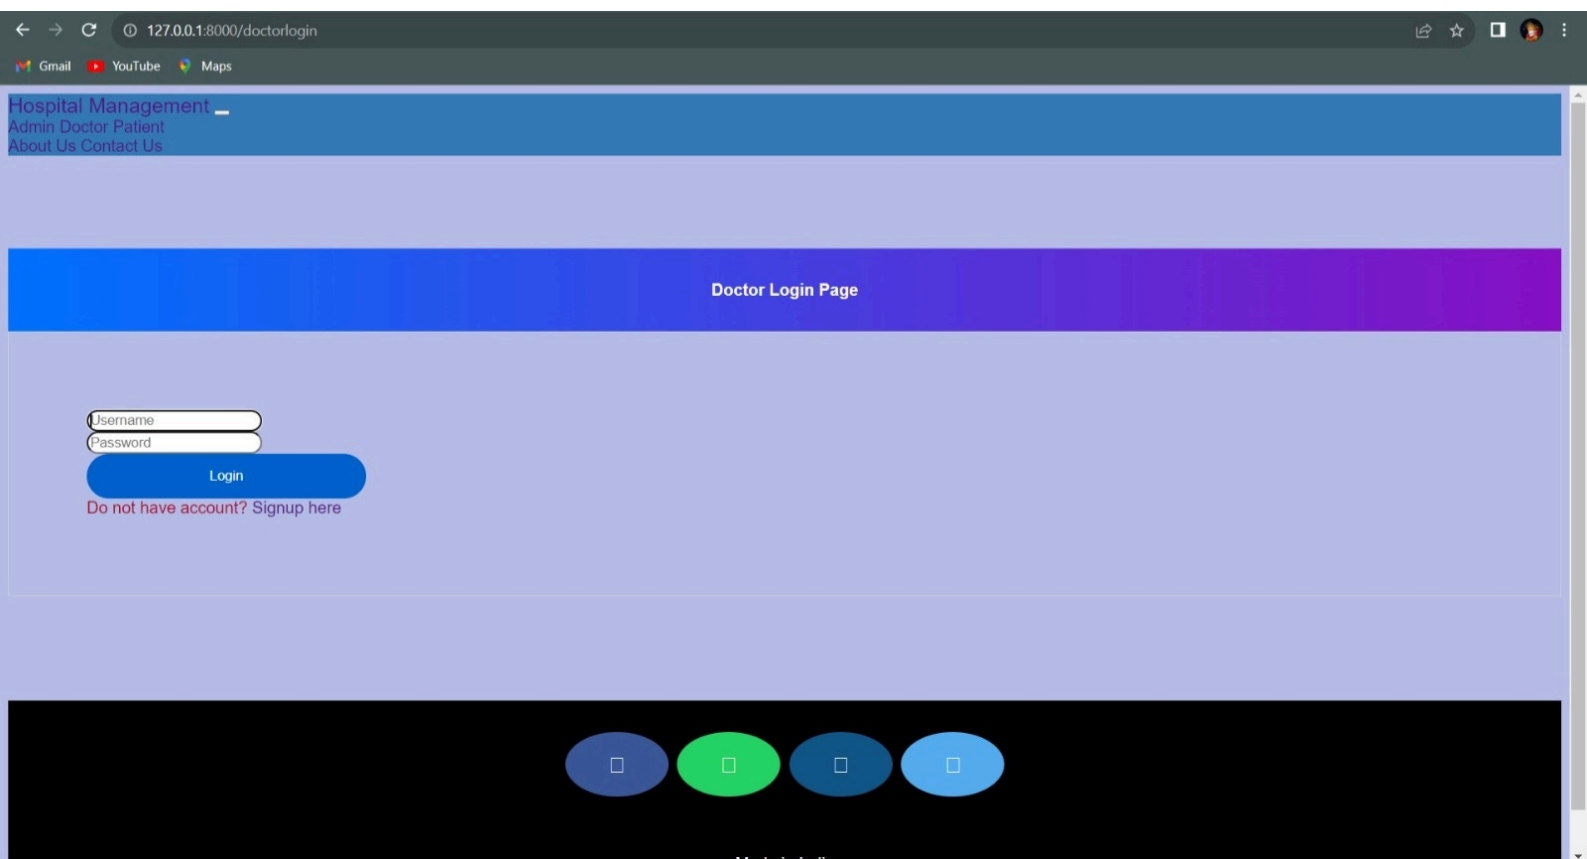 127.0.0.1:8000/doctorlogin
Gmail YouTube Maps
Hospital Management
Admin Doctor Patient
About Us Contact Us
Doctor Login Page
Username
Password
Login
Do not have account? Signup here